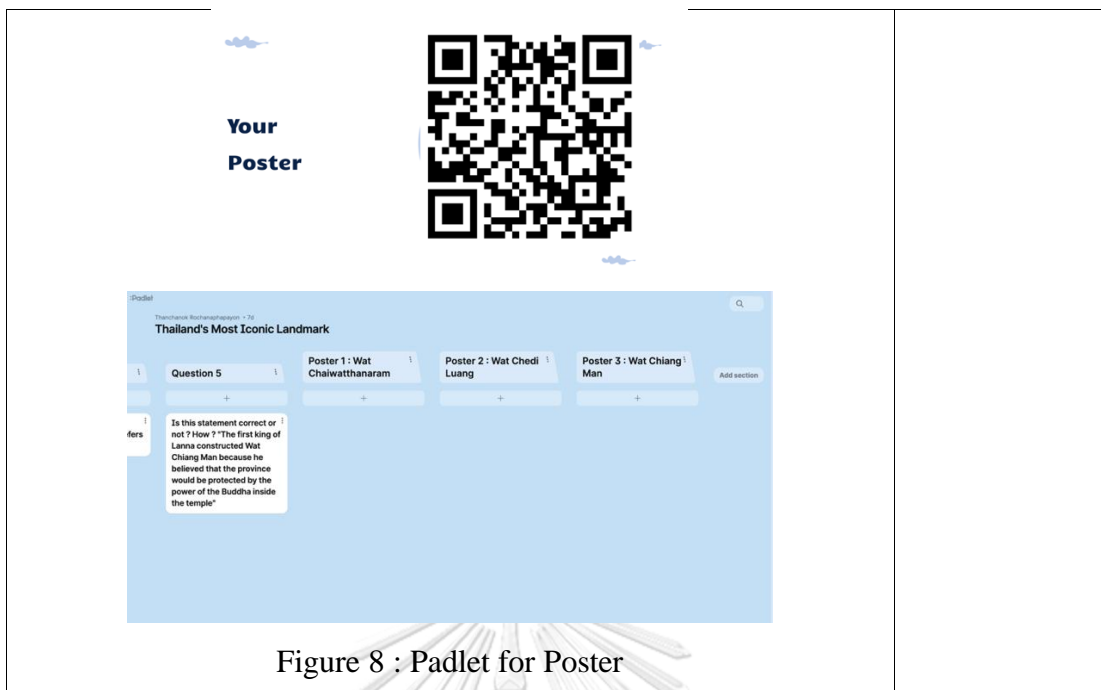 Your
Poster
:Padlet
Thanchanok Rochanaphapayon • 7d
Thailand's Most Iconic Landmark
Question 5
Poster 1 : Wat
Chaiwatthanaram
Poster 2 : Wat Chedi
Luang
Poster 3 : Wat Chiang
Man
Add section
efers
Is this statement correct or
not ? How ? "The first king of
Lanna constructed Wat
Chiang Man because he
believed that the province
would be protected by the
power of the Buddha inside
the temple"
Figure 8 : Padlet for Poster